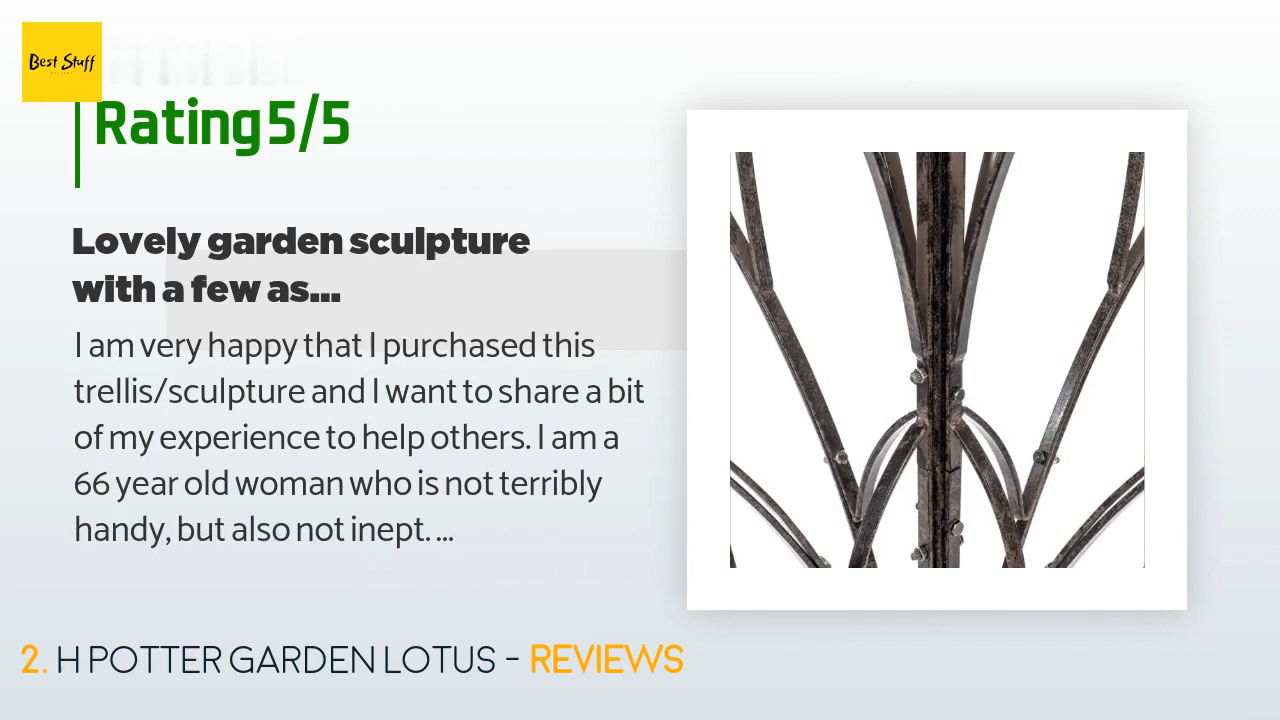 Best Stuff
Rating 5/5
Lovely garden sculpture
with a few as...
I am very happy that I purchased this
trellis/sculpture and I want to share a bit
of my experience to help others. I am a
66 year old woman who is not terribly
handy, but also not inept. ...
2. H POTTER GARDEN LOTUS - REVIEWS